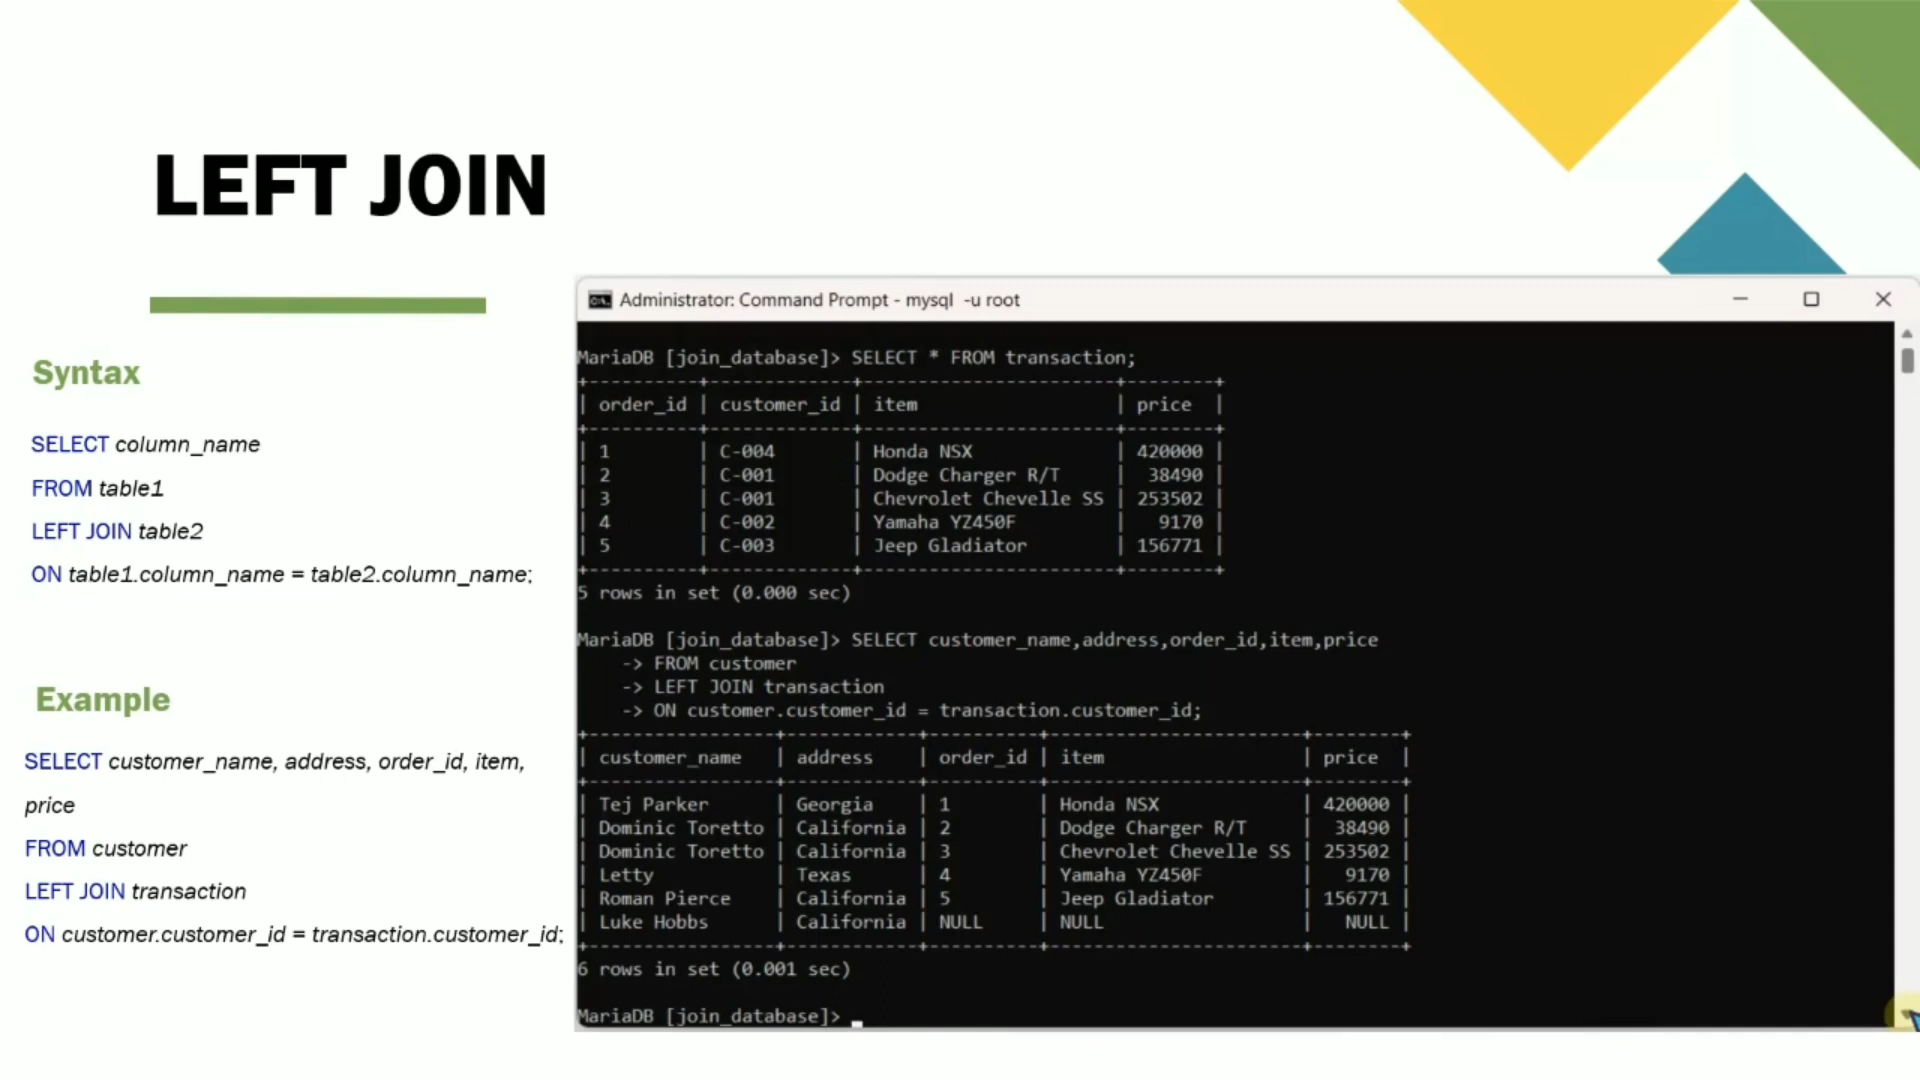 LEFT JOIN
Syntax
SELECT column_name
FROM table1
LEFT JOIN table2
ON table1.column_name = table2.column_name;
Example
SELECT customer_name, address, order_id, item,
price
FROM customer
LEFT JOIN transaction
ON customer.customer_id = transaction.customer_id;
Administrator: Command Prompt - mysql  -u root
MariaDB [join_database]> SELECT * FROM transaction;
+----------+-------------+-----------------------+--------+
| order_id | customer_id | item                  | price  |
+----------+-------------+-----------------------+--------+
| 1        | C-004       | Honda NSX             | 420000 |
| 2        | C-001       | Dodge Charger R/T     |  38490 |
| 3        | C-001       | Chevrolet Chevelle SS | 253502 |
| 4        | C-002       | Yamaha YZ450F         |   9170 |
| 5        | C-003       | Jeep Gladiator        | 156771 |
+----------+-------------+-----------------------+--------+
5 rows in set (0.000 sec)
MariaDB [join_database]> SELECT customer_name,address,order_id,item,price
    -> FROM customer
    -> LEFT JOIN transaction
    -> ON customer.customer_id = transaction.customer_id;
+-----------------+------------+----------+-----------------------+--------+
| customer_name   | address    | order_id | item                  | price  |
+-----------------+------------+----------+-----------------------+--------+
| Tej Parker      | Georgia    | 1        | Honda NSX             | 420000 |
| Dominic Toretto | California | 2        | Dodge Charger R/T     |  38490 |
| Dominic Toretto | California | 3        | Chevrolet Chevelle SS | 253502 |
| Letty           | Texas      | 4        | Yamaha YZ450F         |   9170 |
| Roman Pierce    | California | 5        | Jeep Gladiator        | 156771 |
| Luke Hobbs      | California | NULL     | NULL                  |   NULL |
+-----------------+------------+----------+-----------------------+--------+
6 rows in set (0.001 sec)
MariaDB [join_database]>